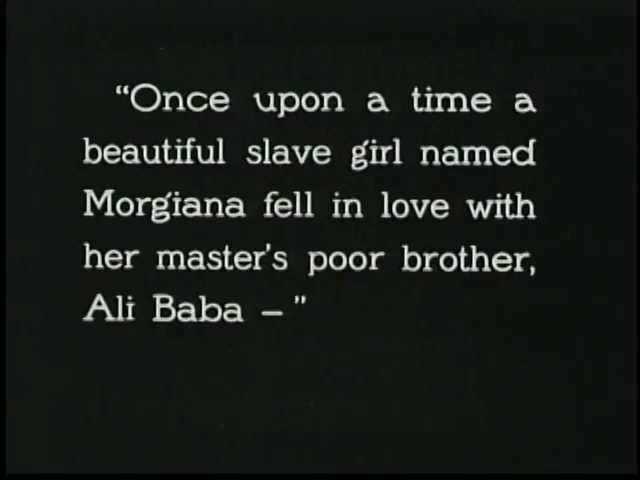 “Once upon a time a
beautiful slave girl named
Morgiana fell in love with
her master's poor brother,
Ali Baba — ”